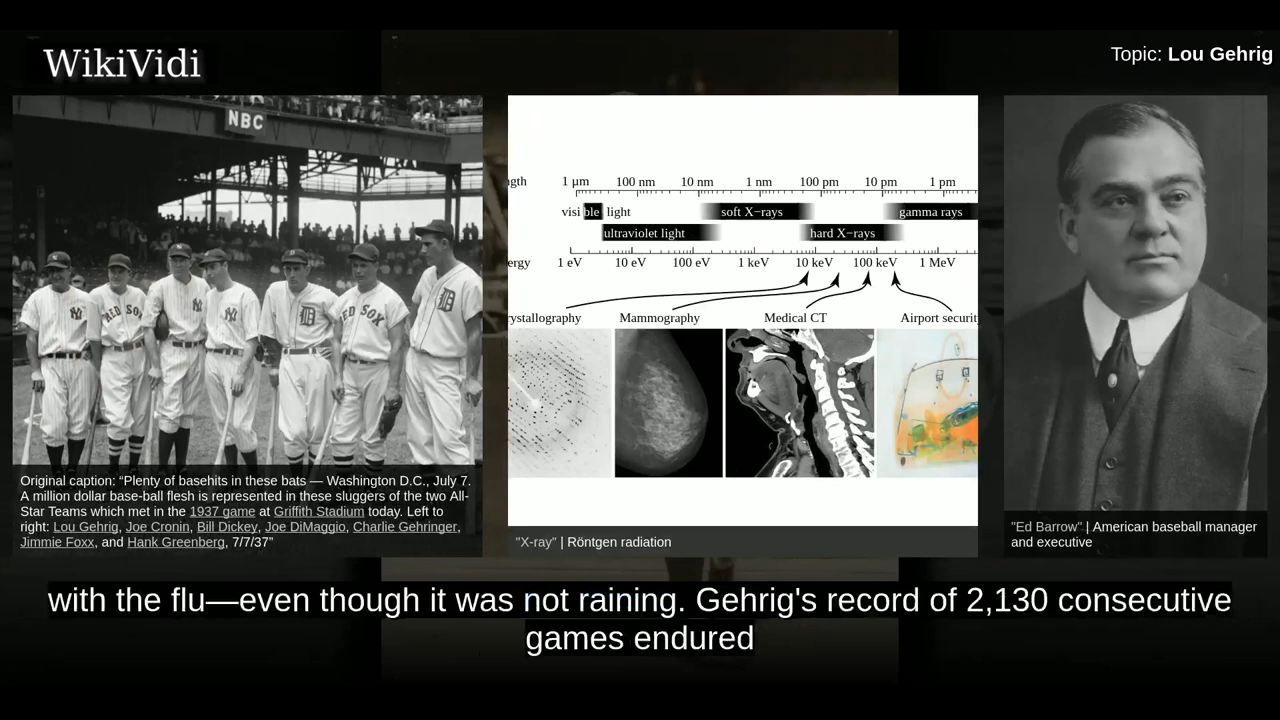 WikiVidi
Topic: Lou Gehrig
NBC
RED SOX
RED SOX
Original caption: “Plenty of basehits in these bats — Washington D.C., July 7.
A million dollar base-ball flesh is represented in these sluggers of the two All-
Star Teams which met in the 1937 game at Griffith Stadium today. Left to
right: Lou Gehrig, Joe Cronin, Bill Dickey, Joe DiMaggio, Charlie Gehringer,
Jimmie Foxx, and Hank Greenberg, 7/7/37”
ngth 1 µm 100 nm 10 nm 1 nm 100 pm 10 pm 1 pm
visible light soft X−rays gamma rays
ultraviolet light hard X−rays
ergy 1 eV 10 eV 100 eV 1 keV 10 keV 100 keV 1 MeV
rystallography Mammography Medical CT Airport security
"X-ray" | Röntgen radiation
"Ed Barrow" | American baseball manager
and executive
with the flu—even though it was not raining. Gehrig's record of 2,130 consecutive
games endured